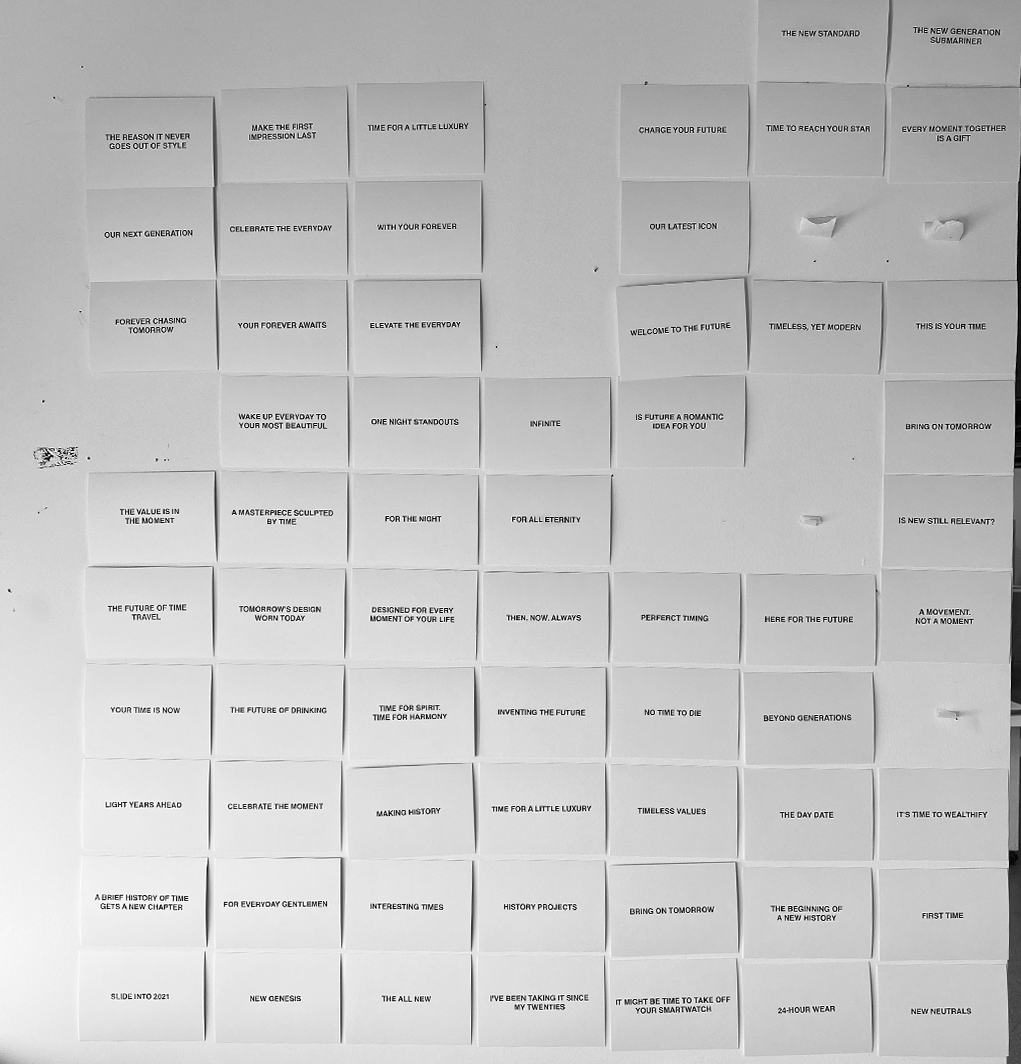 THE NEW STANDARD
THE NEW GENERATION
SUBMARINER
THE REASON IT NEVER
GOES OUT OF STYLE
MAKE THE FIRST
IMPRESSION LAST
TIME FOR A LITTLE LUXURY
CHARGE YOUR FUTURE
TIME TO REACH YOUR STAR
EVERY MOMENT TOGETHER
IS A GIFT
OUR NEXT GENERATION
CELEBRATE THE EVERYDAY
WITH YOUR FOREVER
OUR LATEST ICON
FOREVER CHASING
TOMORROW
YOUR FOREVER AWAITS
ELEVATE THE EVERYDAY
WELCOME TO THE FUTURE
TIMELESS, YET MODERN
THIS IS YOUR TIME
WAKE UP EVERYDAY TO
YOUR MOST BEAUTIFUL
ONE NIGHT STANDOUTS
INFINITE
IS FUTURE A ROMANTIC
IDEA FOR YOU
BRING ON TOMORROW
THE VALUE IS IN
THE MOMENT
A MASTERPIECE SCULPTED
BY TIME
FOR THE NIGHT
FOR ALL ETERNITY
IS NEW STILL RELEVANT?
THE FUTURE OF TIME
TRAVEL
TOMORROW'S DESIGN
WORN TODAY
DESIGNED FOR EVERY
MOMENT OF YOUR LIFE
THEN, NOW, ALWAYS
PERFERCT TIMING
HERE FOR THE FUTURE
A MOVEMENT.
NOT A MOMENT
YOUR TIME IS NOW
THE FUTURE OF DRINKING
TIME FOR SPIRIT.
TIME FOR HARMONY
INVENTING THE FUTURE
NO TIME TO DIE
BEYOND GENERATIONS
LIGHT YEARS AHEAD
CELEBRATE THE MOMENT
MAKING HISTORY
TIME FOR A LITTLE LUXURY
TIMELESS VALUES
THE DAY DATE
IT'S TIME TO WEALTHIFY
A BRIEF HISTORY OF TIME
GETS A NEW CHAPTER
FOR EVERYDAY GENTLEMEN
INTERESTING TIMES
HISTORY PROJECTS
BRING ON TOMORROW
THE BEGINNING OF
A NEW HISTORY
FIRST TIME
SLIDE INTO 2021
NEW GENESIS
THE ALL NEW
I'VE BEEN TAKING IT SINCE
MY TWENTIES
IT MIGHT BE TIME TO TAKE OFF
YOUR SMARTWATCH
24-HOUR WEAR
NEW NEUTRALS